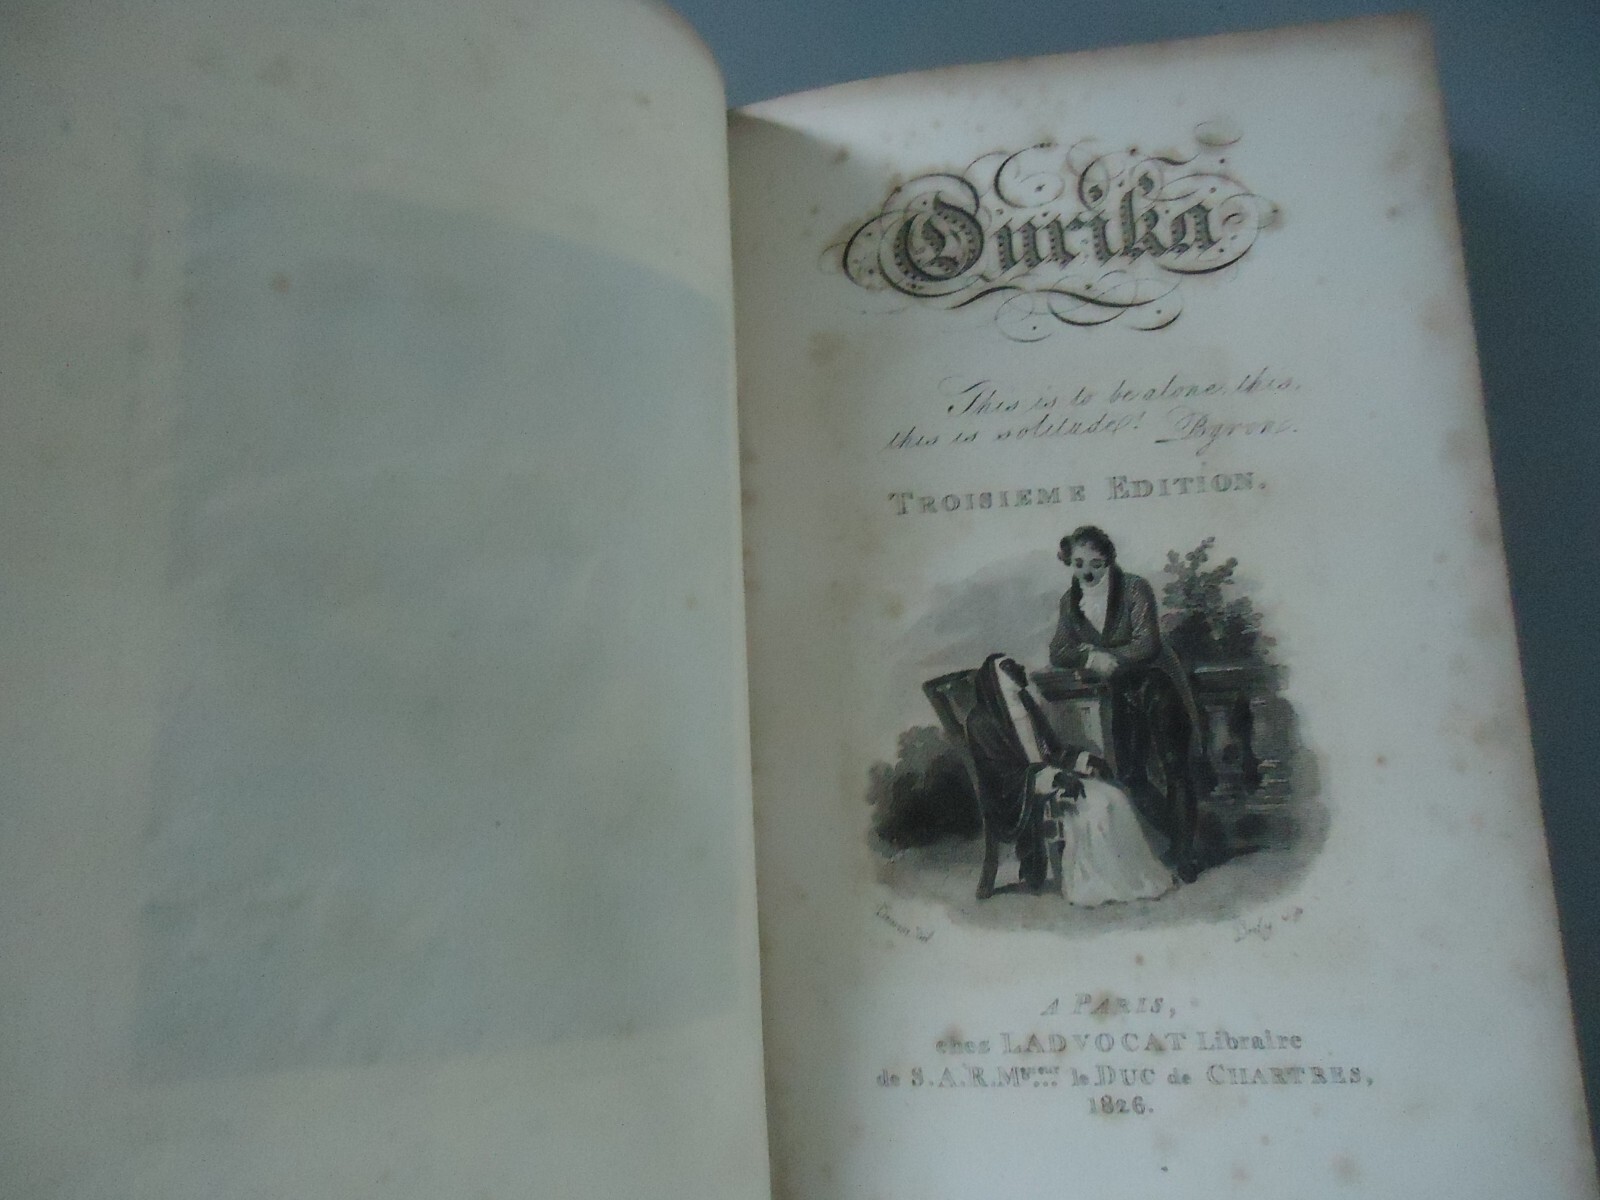 Ourika
This is to be alone, this,
this is solitude! Byron.
TROISIEME EDITION.
A PARIS,
chez LADVOCAT Libraire
de S.A.R. Mgneur le DUC de CHARTRES,
1826.